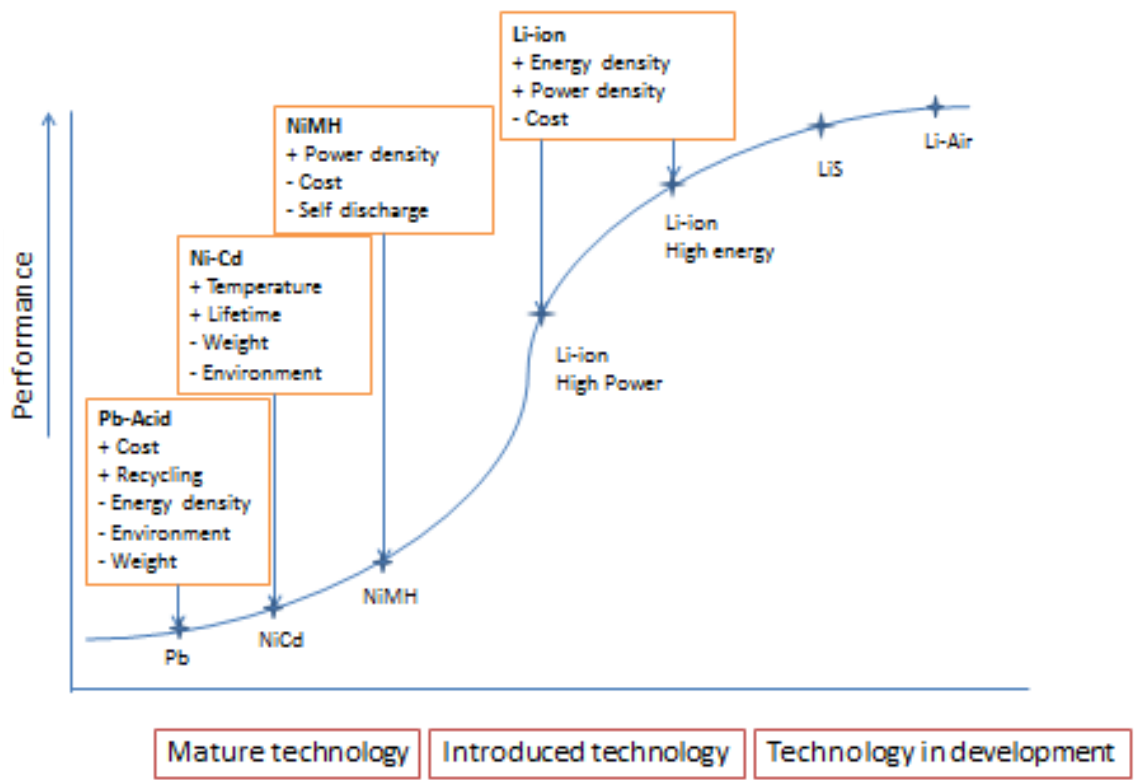 Li-ion
+ Energy density
+ Power density
- Cost
NiMH
+ Power density
- Cost
- Self discharge
Ni-Cd
+ Temperature
+ Lifetime
- Weight
- Environment
Pb-Acid
+ Cost
+ Recycling
- Energy density
- Environment
- Weight
Performance
Pb
NiCd
NiMH
Li-ion
High Power
Li-ion
High energy
LiS
Li-Air
Mature technology
Introduced technology
Technology in development